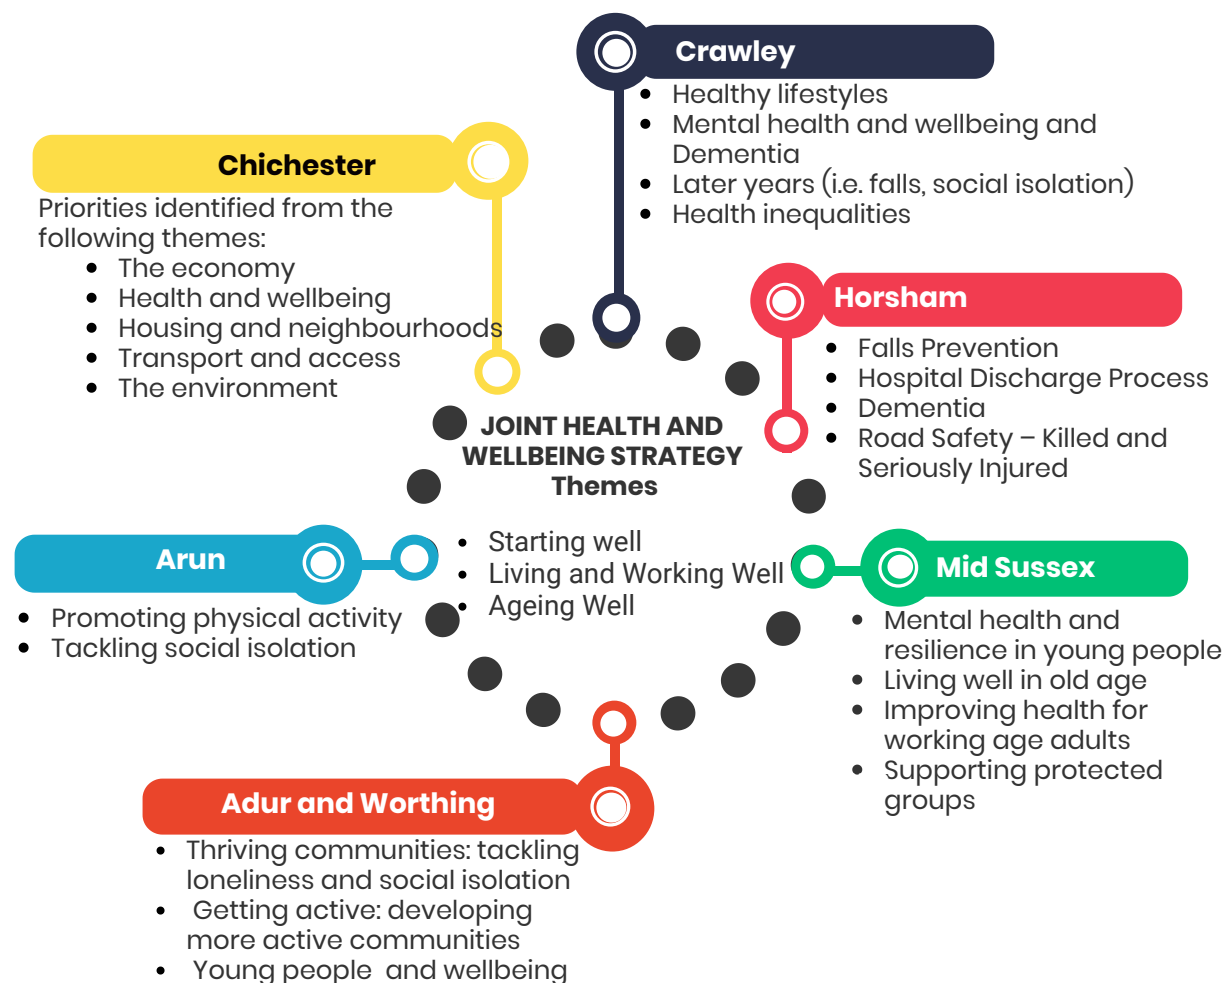 Crawley
• Healthy lifestyles
• Mental health and wellbeing and
Dementia
• Later years (i.e. falls, social isolation)
• Health inequalities
Chichester
Priorities identified from the
following themes:
• The economy
• Health and wellbeing
• Housing and neighbourhoods
• Transport and access
• The environment
Horsham
• Falls Prevention
• Hospital Discharge Process
• Dementia
• Road Safety – Killed and
Seriously Injured
JOINT HEALTH AND
WELLBEING STRATEGY
Themes
• Starting well
• Living and Working Well
• Ageing Well
Arun
• Promoting physical activity
• Tackling social isolation
Mid Sussex
• Mental health and
resilience in young people
• Living well in old age
• Improving health for
working age adults
• Supporting protected
groups
Adur and Worthing
• Thriving communities: tackling
loneliness and social isolation
• Getting active: developing
more active communities
• Young people and wellbeing